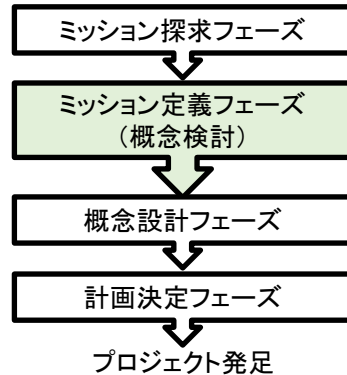 ミッション探求フェーズ
ミッション定義フェーズ
（概念検討）
概念設計フェーズ
計画決定フェーズ
プロジェクト発足